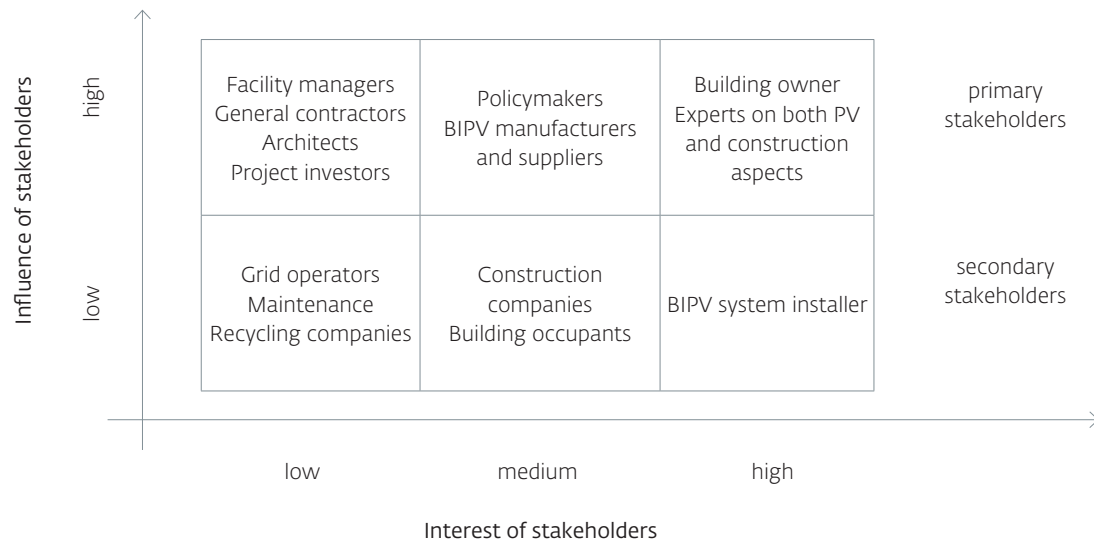 Influence of stakeholders
high
Facility managers
General contractors
Architects
Project investors
Policymakers
BIPV manufacturers
and suppliers
Building owner
Experts on both PV
and construction
aspects
primary
stakeholders
low
Grid operators
Maintenance
Recycling companies
Construction
companies
Building occupants
BIPV system installer
secondary
stakeholders
low
medium
high
Interest of stakeholders